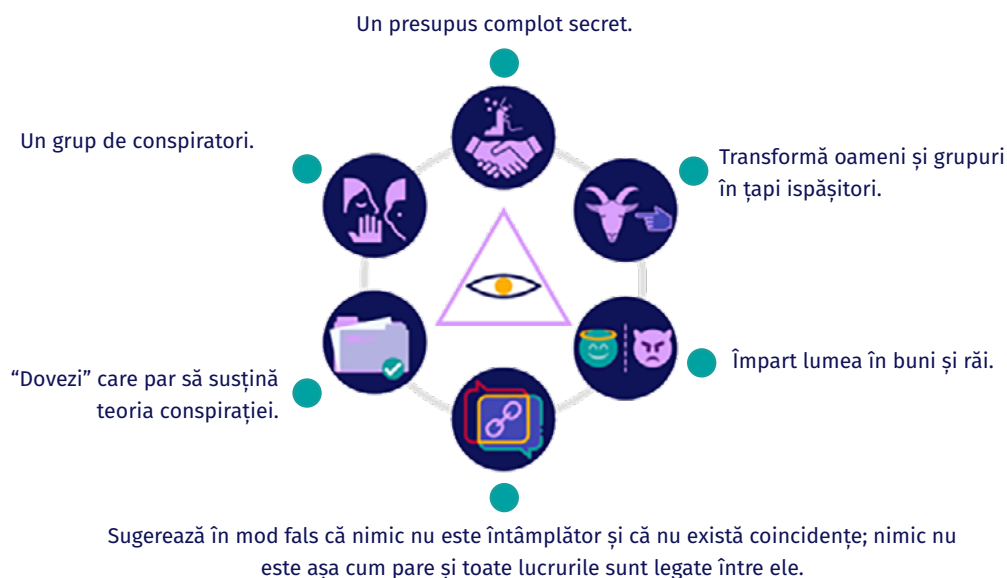 Un presupus complot secret.
Un grup de conspiratori.
Transformă oameni și grupuri
în țapi ispășitori.
“Dovezi” care par să susțină
teoria conspirației.
Împart lumea în buni și răi.
Sugerează în mod fals că nimic nu este întâmplător și că nu există coincidențe; nimic nu
este așa cum pare și toate lucrurile sunt legate între ele.